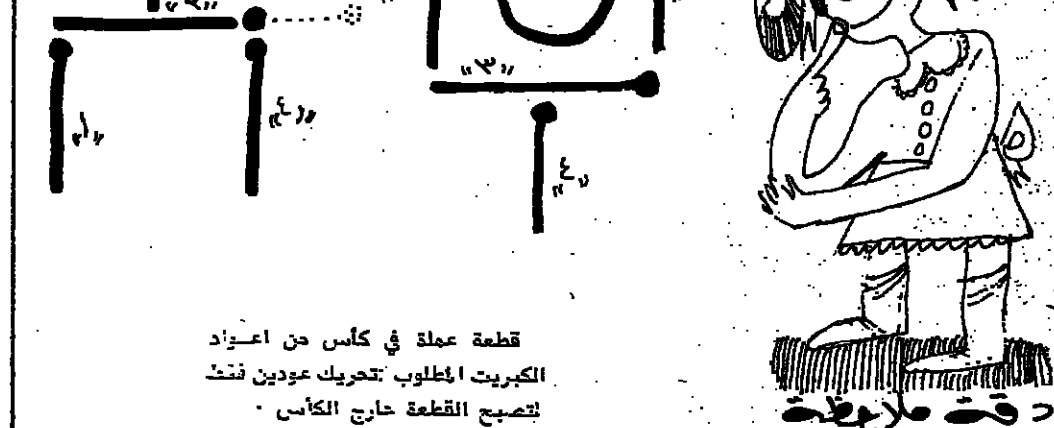 «٣»
«٤»
«١»
«٤»
قطعة عملة في كأس من اعواد
الكبريت المطلوب تحريك عودين فقط
لتصبح القطعة خارج الكأس .
دقة ملاحظة